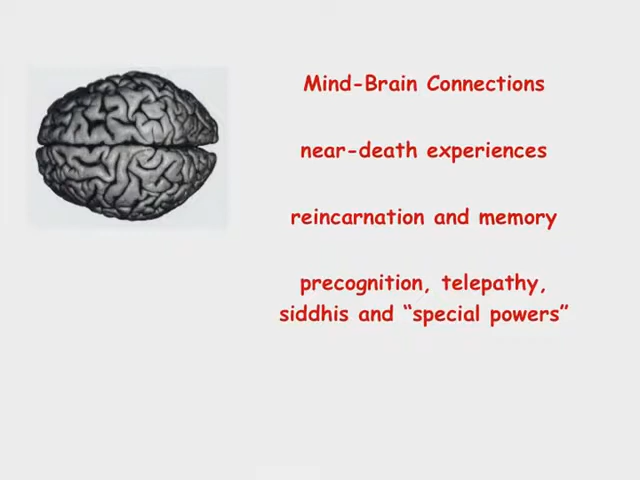 Mind-Brain Connections
near-death experiences
reincarnation and memory
precognition, telepathy,
siddhis and “special powers”